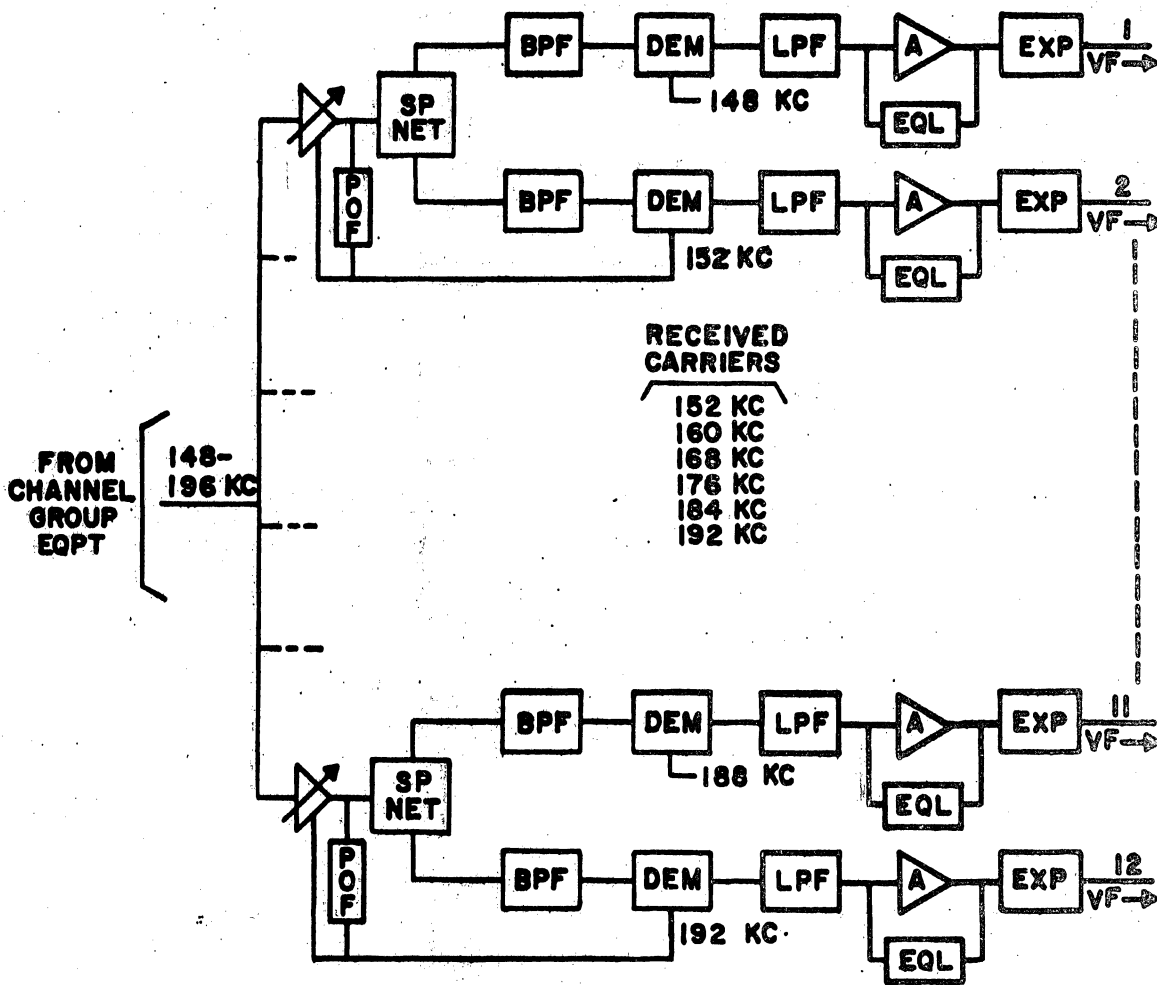 BPF DEM LPF A EXP 1
VF→
148 KC
EQL
SP
NET
POF
BPF DEM LPF A EXP 2
VF→
152 KC
EQL
RECEIVED
CARRIERS
152 KC
160 KC
168 KC
176 KC
184 KC
192 KC
FROM
CHANNEL
GROUP
EQPT
148-
196 KC
BPF DEM LPF A EXP 11
VF→
188 KC
EQL
SP
NET
POF
BPF DEM LPF A EXP 12
VF→
192 KC.
EQL